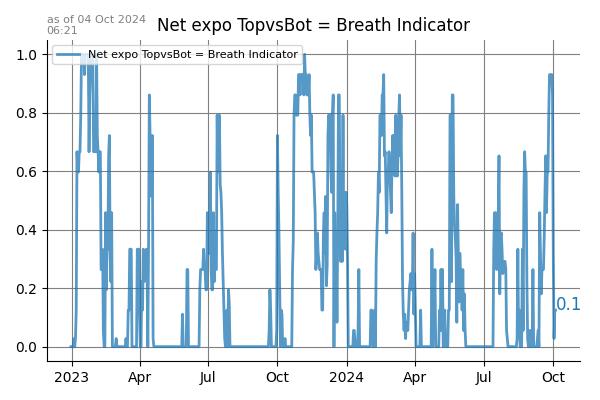 as of 04 Oct 2024
06:21
Net expo TopvsBot = Breath Indicator
Net expo TopvsBot = Breath Indicator
1.0
0.8
0.6
0.4
0.2
0.0
0.1
2023 Apr Jul Oct 2024 Apr Jul Oct